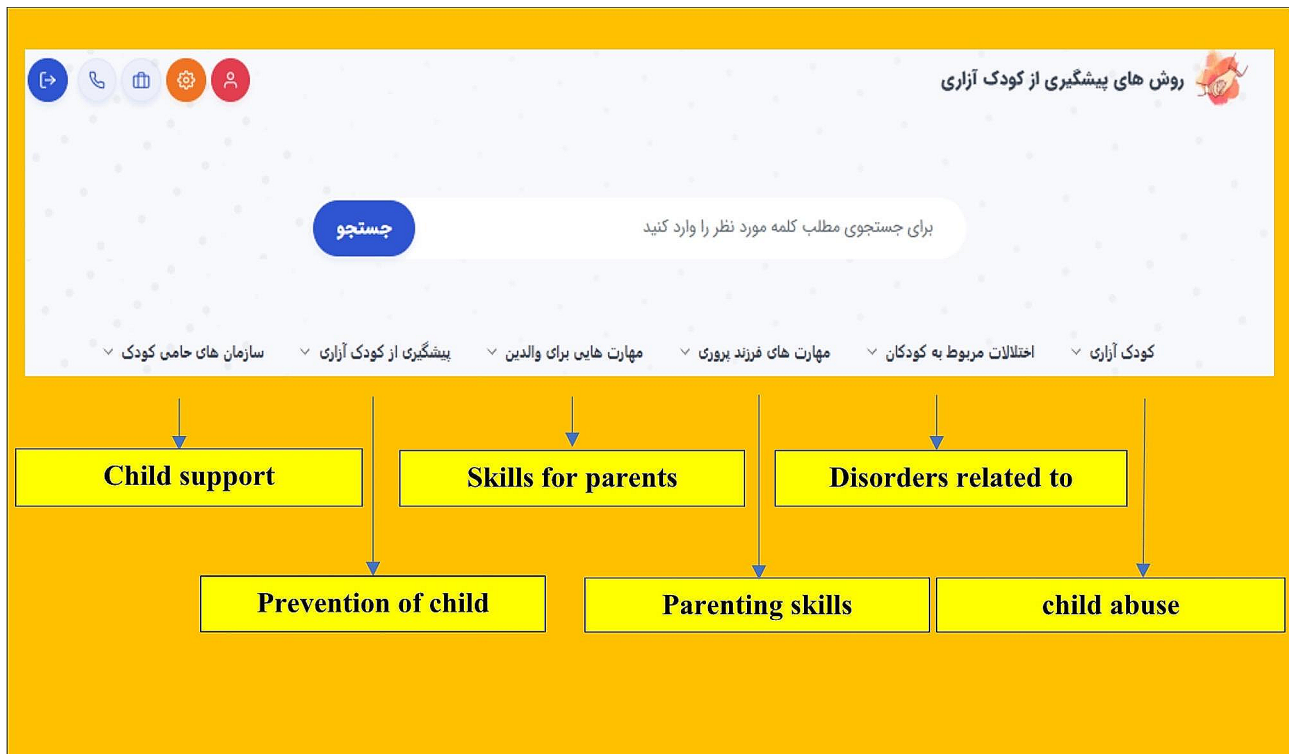 روش های پیشگیری از کودک آزاری
برای جستجوی مطلب کلمه مورد نظر را وارد کنید
جستجو
کودک آزاری
اختلالات مربوط به کودکان
مهارت های فرزند پروری
مهارت هایی برای والدین
پیشگیری از کودک آزاری
سازمان های حامی کودک
Child support
Skills for parents
Disorders related to
Prevention of child
Parenting skills
child abuse